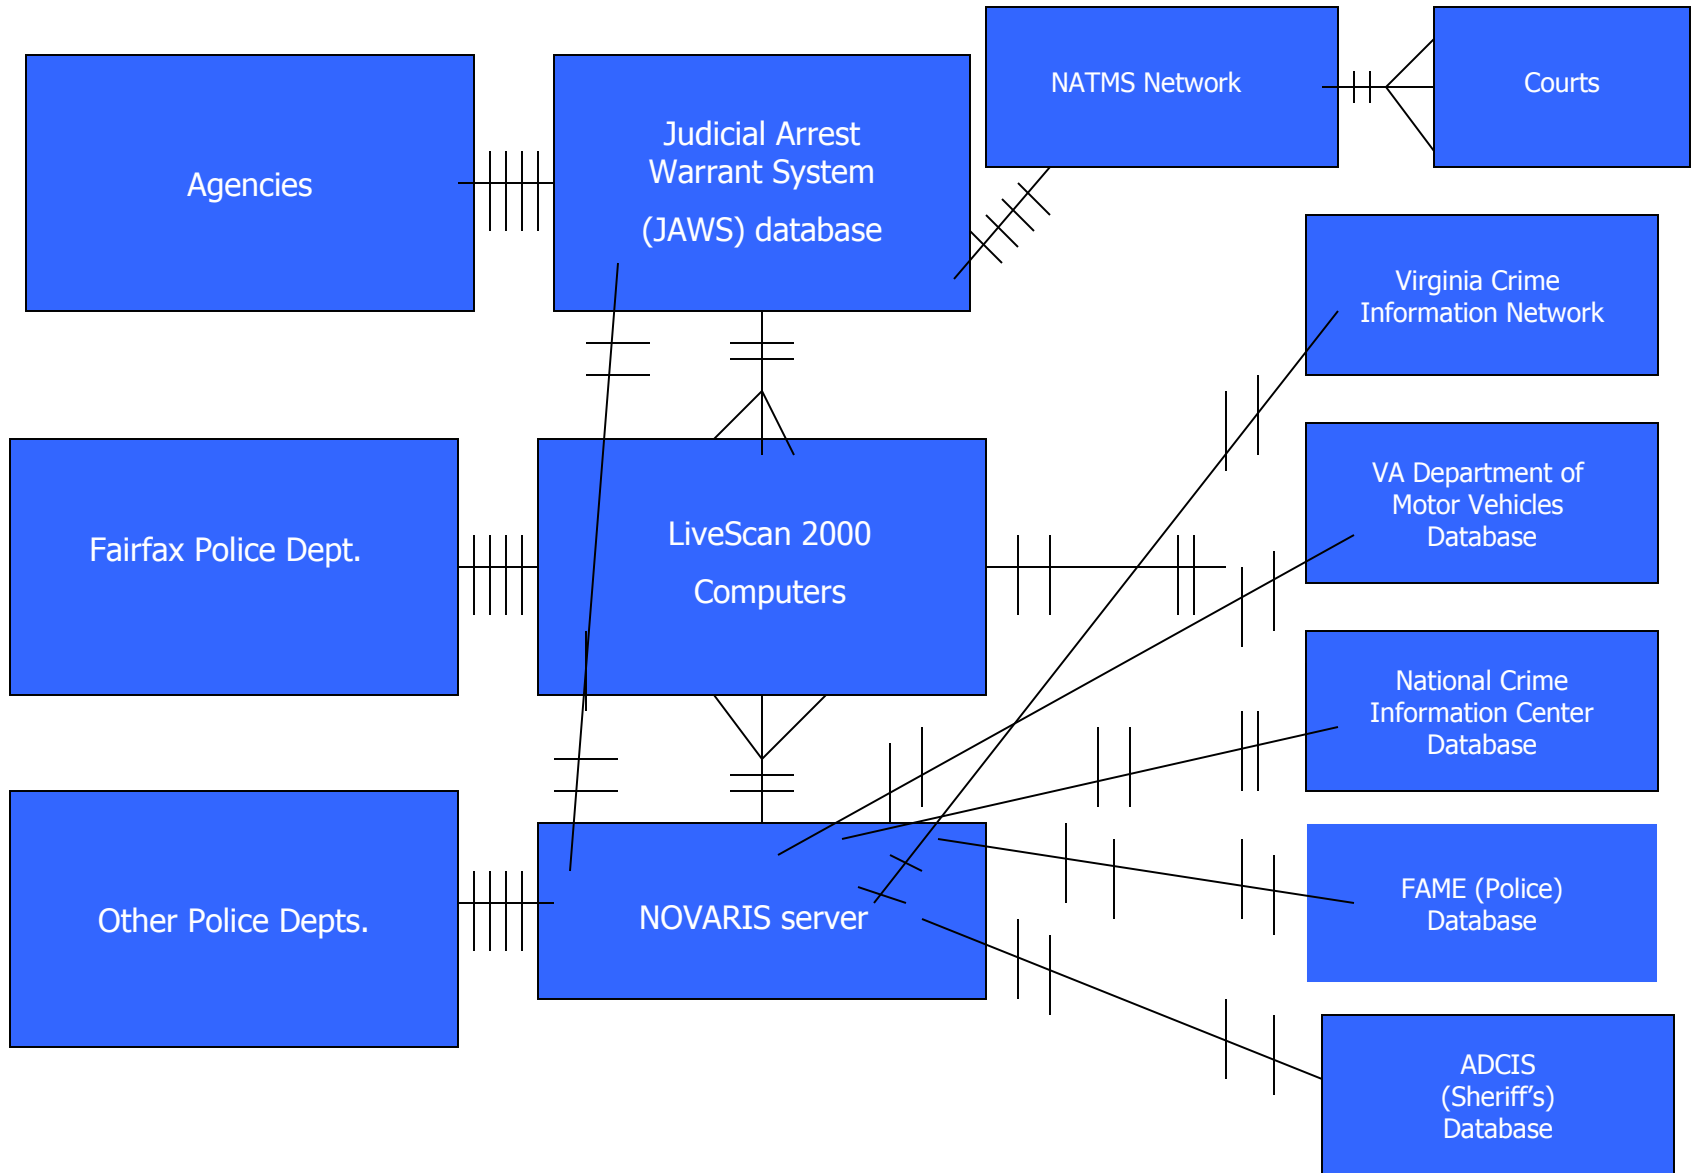 Agencies
Judicial Arrest
Warrant System
(JAWS) database
NATMS Network
Courts
Virginia Crime
Information Network
Fairfax Police Dept.
LiveScan 2000
Computers
VA Department of
Motor Vehicles
Database
National Crime
Information Center
Database
Other Police Depts.
NOVARIS server
FAME (Police)
Database
ADCIS
(Sheriff’s)
Database